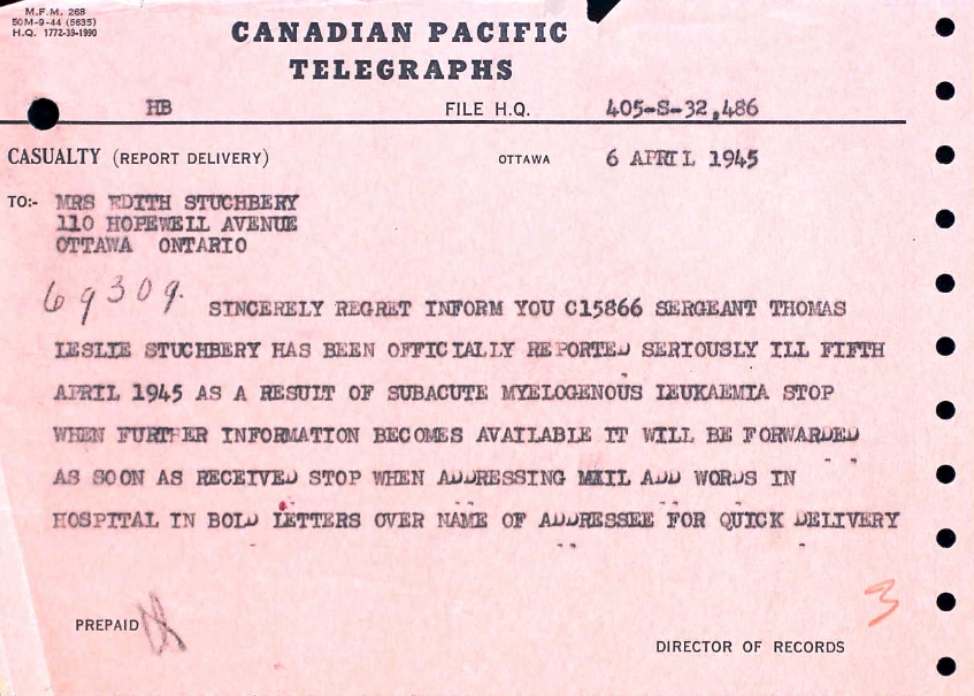 M.F.M. 268
50M-9-44 (5635)
H.Q. 1772-39-1990
CANADIAN PACIFIC
TELEGRAPHS
HB FILE H.Q. 405-S-32,486
CASUALTY (REPORT DELIVERY) OTTAWA 6 APRIL 1945
TO:- MRS EDITH STUCHBERY
110 HOPEWELL AVENUE
OTTAWA ONTARIO
69309.
SINCERELY REGRET INFORM YOU C15866 SERGEANT THOMAS
LESLIE STUCHBERY HAS BEEN OFFICIALLY REPORTED SERIOUSLY ILL FIFTH
APRIL 1945 AS A RESULT OF SUBACUTE MYELOGENOUS LEUKAEMIA STOP
WHEN FURTHER INFORMATION BECOMES AVAILABLE IT WILL BE FORWARDED
AS SOON AS RECEIVED STOP WHEN ADDRESSING MAIL ADD WORDS IN
HOSPITAL IN BOLD LETTERS OVER NAME OF ADDRESSEE FOR QUICK DELIVERY
3
PREPAID
DIRECTOR OF RECORDS